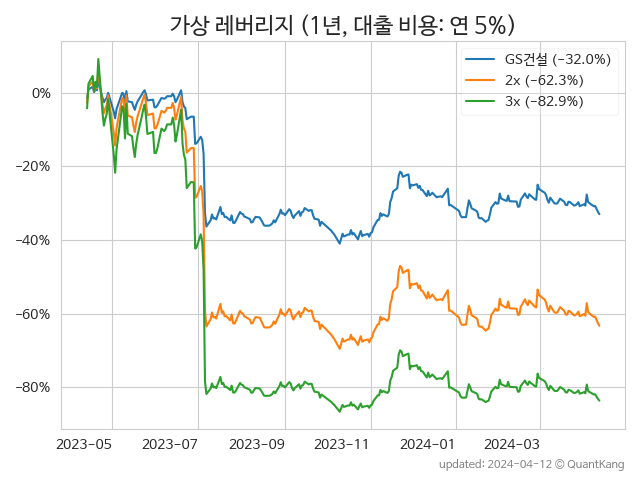 가상 레버리지 (1년, 대출 비용: 연 5%)
GS건설 (−32.0%)
2x (−62.3%)
3x (−82.9%)
0%
−20%
−40%
−60%
−80%
2023-05 2023-07 2023-09 2023-11 2024-01 2024-03
updated: 2024-04-12 © QuantKang